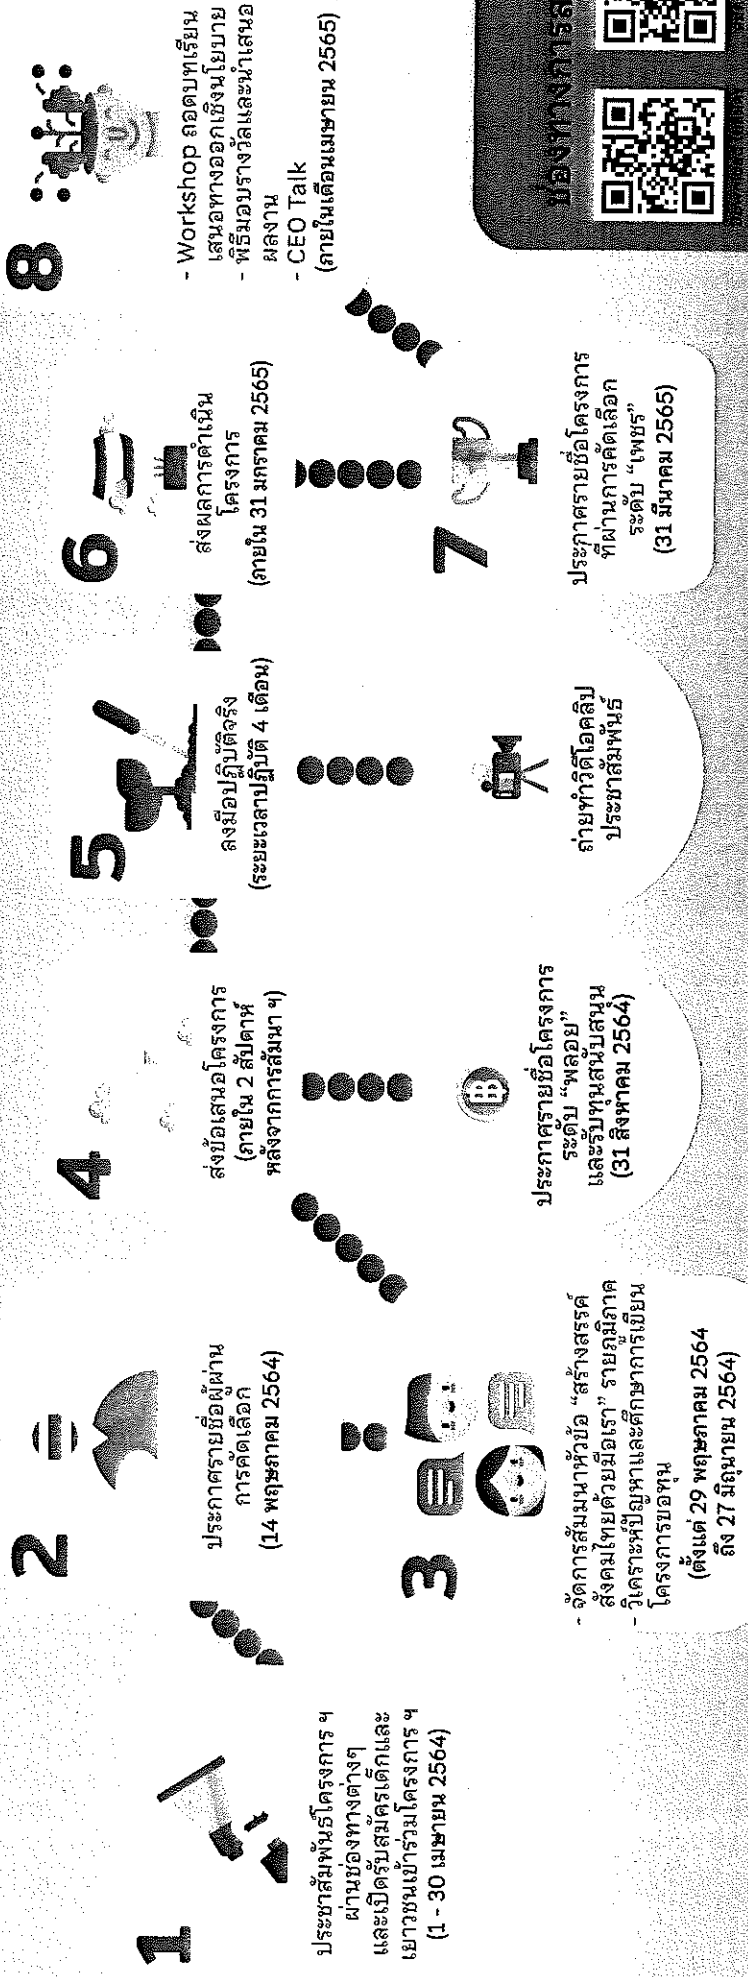 1
ประชาสัมพันธ์โครงการ ฯ
ผ่านช่องทางต่างๆ
และเปิดรับสมัครเด็กและ
เยาวชนเข้าร่วมโครงการ ฯ
(1 - 30 เมษายน 2564)
2
ประกาศรายชื่อผู้ผ่าน
การคัดเลือก
(14 พฤษภาคม 2564)
3
- จัดการสัมมนาหัวข้อ “สร้างสรรค์
สังคมไทยด้วยมือเรา” รายภูมิภาค
- วิเคราะห์ปัญหาและศึกษาการเขียน
โครงการขอทุน
(ตั้งแต่ 29 พฤษภาคม 2564
ถึง 27 มิถุนายน 2564)
4
ส่งข้อเสนอโครงการ
(ภายใน 2 สัปดาห์
หลังจากการสัมมนา ฯ)
B
ประกาศรายชื่อโครงการ
ระดับ “พลอย”
และรับทุนสนับสนุน
(31 สิงหาคม 2564)
5
ลงมือปฏิบัติจริง
(ระยะเวลาปฏิบัติ 4 เดือน)
ถ่ายทำวิดีโอคลิป
ประชาสัมพันธ์
6
ส่งผลการดำเนิน
โครงการ
(ภายใน 31 มกราคม 2565)
7
ประกาศรายชื่อโครงการ
ที่ผ่านการคัดเลือก
ระดับ “เพชร”
(31 มีนาคม 2565)
8
- Workshop ถอดบทเรียน
เสนอทางออกเชิงนโยบาย
- พิธีมอบรางวัลและนำเสนอ
ผลงาน
- CEO Talk
(ภายในเดือนเมษายน 2565)
ช่องทางการส